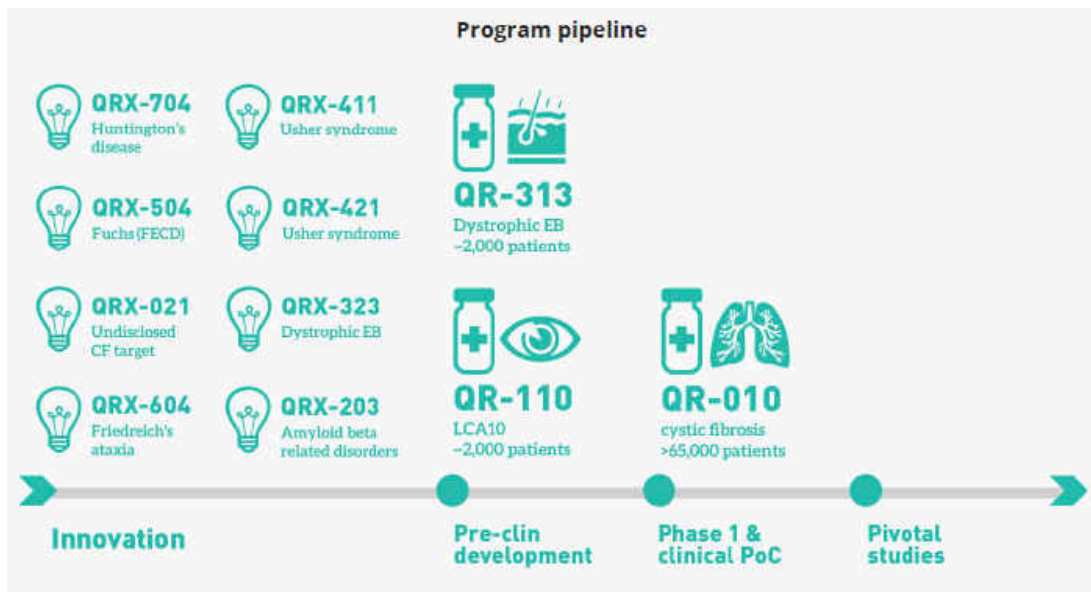 Program pipeline
QRX-704
Huntington's
disease
QRX-411
Usher syndrome
QRX-504
Fuchs (FECD)
QRX-421
Usher syndrome
QRX-021
Undisclosed
CF target
QRX-323
Dystrophic EB
QRX-604
Friedreich's
ataxia
QRX-203
Amyloid beta
related disorders
QR-313
Dystrophic EB
~2,000 patients
QR-110
LCA10
~2,000 patients
QR-010
cystic fibrosis
>65,000 patients
Innovation
Pre-clin
development
Phase 1 &
clinical PoC
Pivotal
studies